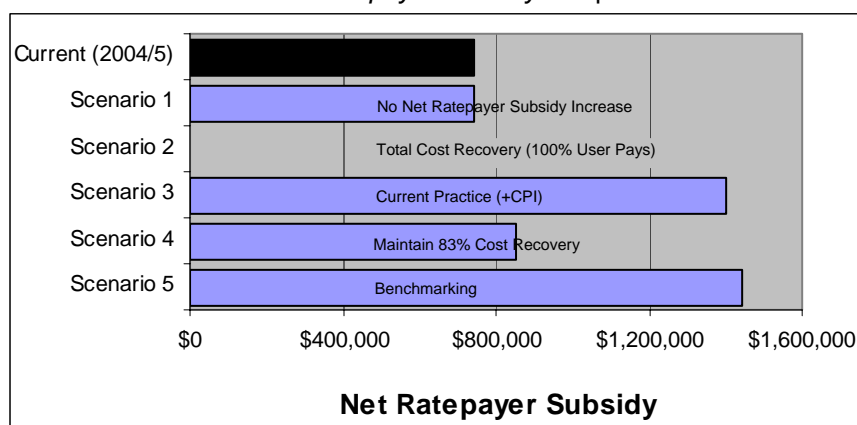 Current (2004/5)
Scenario 1 No Net Ratepayer Subsidy Increase
Scenario 2 Total Cost Recovery (100% User Pays)
Scenario 3 Current Practice (+CPI)
Scenario 4 Maintain 83% Cost Recovery
Scenario 5 Benchmarking
$0 $400,000 $800,000 $1,200,000 $1,600,000
Net Ratepayer Subsidy